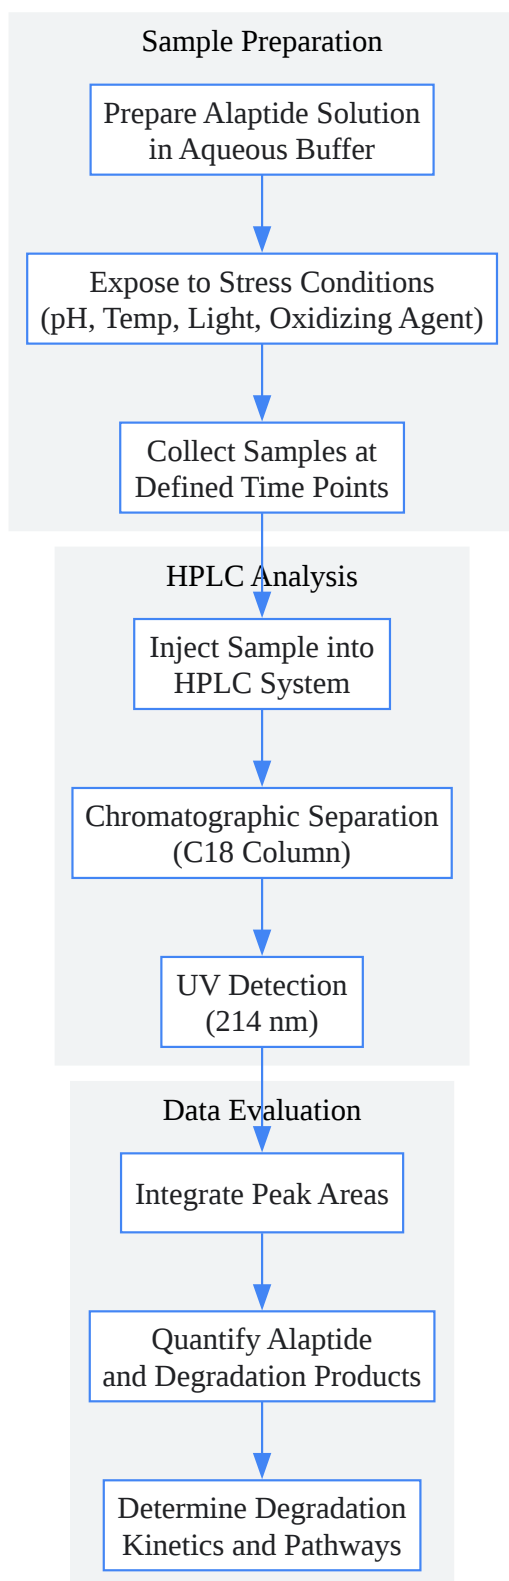 Sample Preparation
Prepare Alaptide Solution
in Aqueous Buffer
Expose to Stress Conditions
(pH, Temp, Light, Oxidizing Agent)
Collect Samples at
Defined Time Points
HPLC Analysis
Inject Sample into
HPLC System
Chromatographic Separation
(C18 Column)
UV Detection
(214 nm)
Data Evaluation
Integrate Peak Areas
Quantify Alaptide
and Degradation Products
Determine Degradation
Kinetics and Pathways